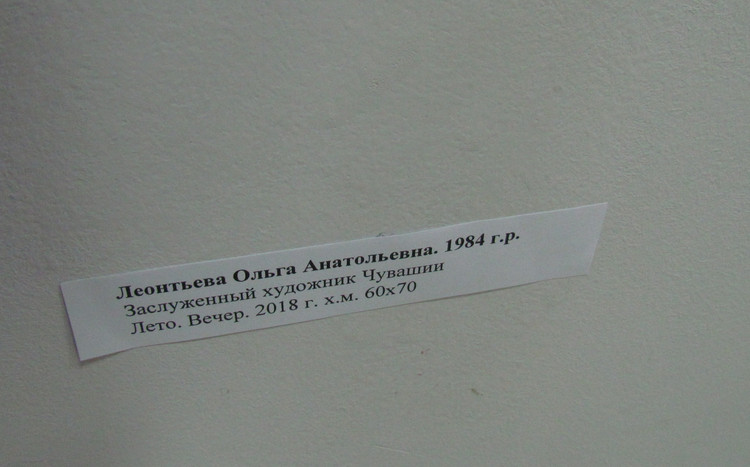 Леонтьева Ольга Анатольевна. 1984 г.р.
Заслуженный художник Чувашии
Лето. Вечер. 2018 г. х.м. 60х70